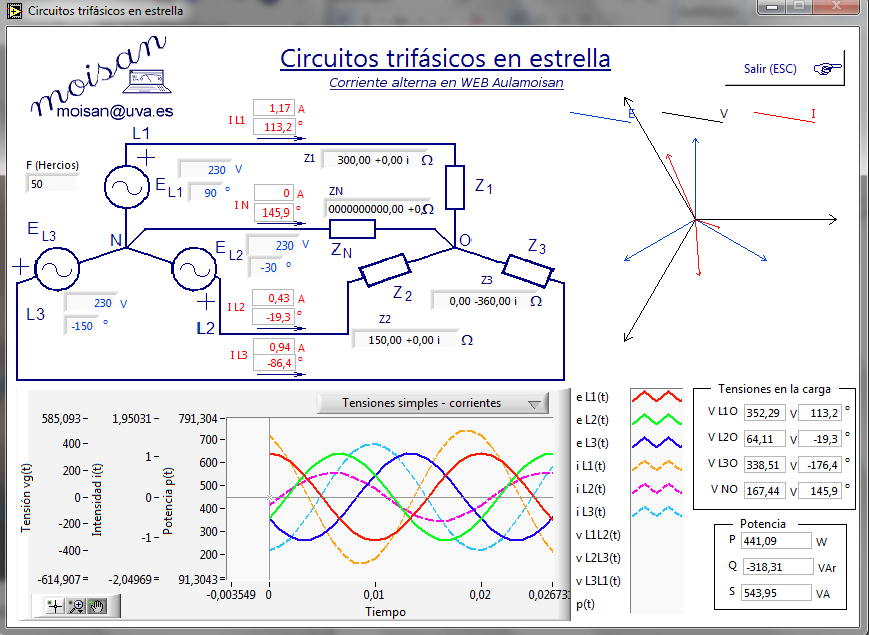 Circuitos trifásicos en estrella
moisan
moisan@uva.es
Circuitos trifásicos en estrella
Corriente alterna en WEB Aulamoisan
Salir (ESC)
E V I
I L1 1,17 A
113,2 °
L1
F (Hercios)
50
+
E L1
230 V
90 °
Z1 300,00 +0,00 i Ω
Z1
I N 0 A
145,9 °
ZN
0000000000,00 +0, Ω
ZN
N
O
E L3
+
L3
230 V
-150 °
E L2
230 V
-30 °
+
L2
I L2 0,43 A
-19,3 °
I L3 0,94 A
-86,4 °
Z2
Z2
150,00 +0,00 i Ω
Z3
Z3
0,00 -360,00 i Ω
Tensiones simples - corrientes
Tensión vg(t)
585,093
400
200
0
-200
-400
-614,907
Intensidad i(t)
1,95031
1
0
-1
-2,04969
Potencia p(t)
791,304
700
600
500
400
300
200
91,3043
-0,003549 0 0,01 0,02 0,02673
Tiempo
e L1(t)
e L2(t)
e L3(t)
i L1(t)
i L2(t)
i L3(t)
v L1L2(t)
v L2L3(t)
v L3L1(t)
p(t)
Tensiones en la carga
V L1O 352,29 V 113,2 °
V L2O 64,11 V -19,3 °
V L3O 338,51 V -176,4 °
V NO 167,44 V 145,9 °
Potencia
P 441,09 W
Q -318,31 VAr
S 543,95 VA